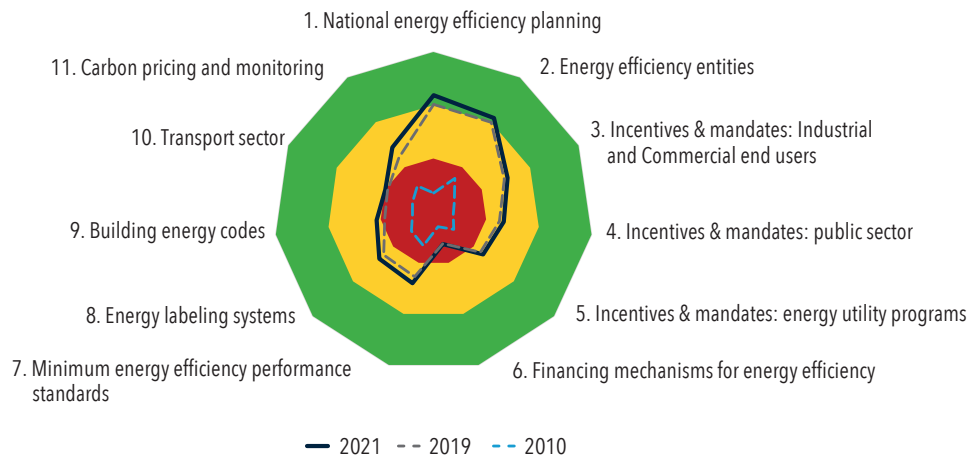 1. National energy efficiency planning
2. Energy efficiency entities
3. Incentives & mandates: Industrial
and Commercial end users
4. Incentives & mandates: public sector
5. Incentives & mandates: energy utility programs
6. Financing mechanisms for energy efficiency
7. Minimum energy efficiency performance
standards
8. Energy labeling systems
9. Building energy codes
10. Transport sector
11. Carbon pricing and monitoring
2021 2019 2010